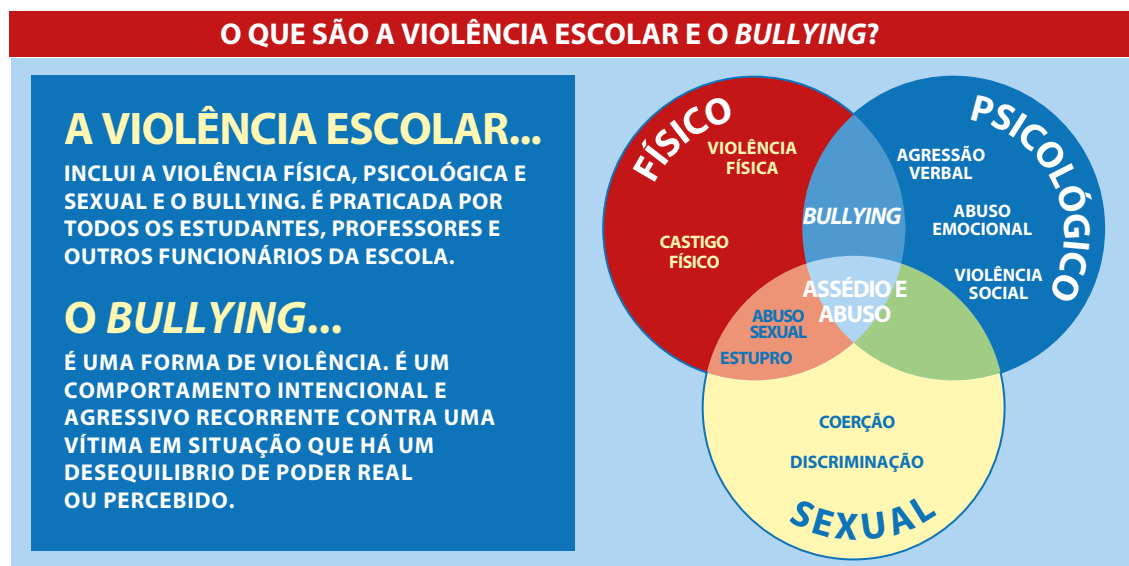 O QUE SÃO A VIOLÊNCIA ESCOLAR E O BULLYING?
A VIOLÊNCIA ESCOLAR...
INCLUI A VIOLÊNCIA FÍSICA, PSICOLÓGICA E
SEXUAL E O BULLYING. É PRATICADA POR
TODOS OS ESTUDANTES, PROFESSORES E
OUTROS FUNCIONÁRIOS DA ESCOLA.
O BULLYING...
É UMA FORMA DE VIOLÊNCIA. É UM
COMPORTAMENTO INTENCIONAL E
AGRESSIVO RECORRENTE CONTRA UMA
VÍTIMA EM SITUAÇÃO QUE HÁ UM
DESEQUILIBRIO DE PODER REAL
OU PERCEBIDO.
FÍSICO
VIOLÊNCIA
FÍSICA
CASTIGO
FÍSICO
BULLYING
PSICOLÓGICO
AGRESSÃO
VERBAL
ABUSO
EMOCIONAL
VIOLÊNCIA
SOCIAL
ASSÉDIO E
ABUSO
ABUSO
SEXUAL
ESTUPRO
COERÇÃO
DISCRIMINAÇÃO
SEXUAL